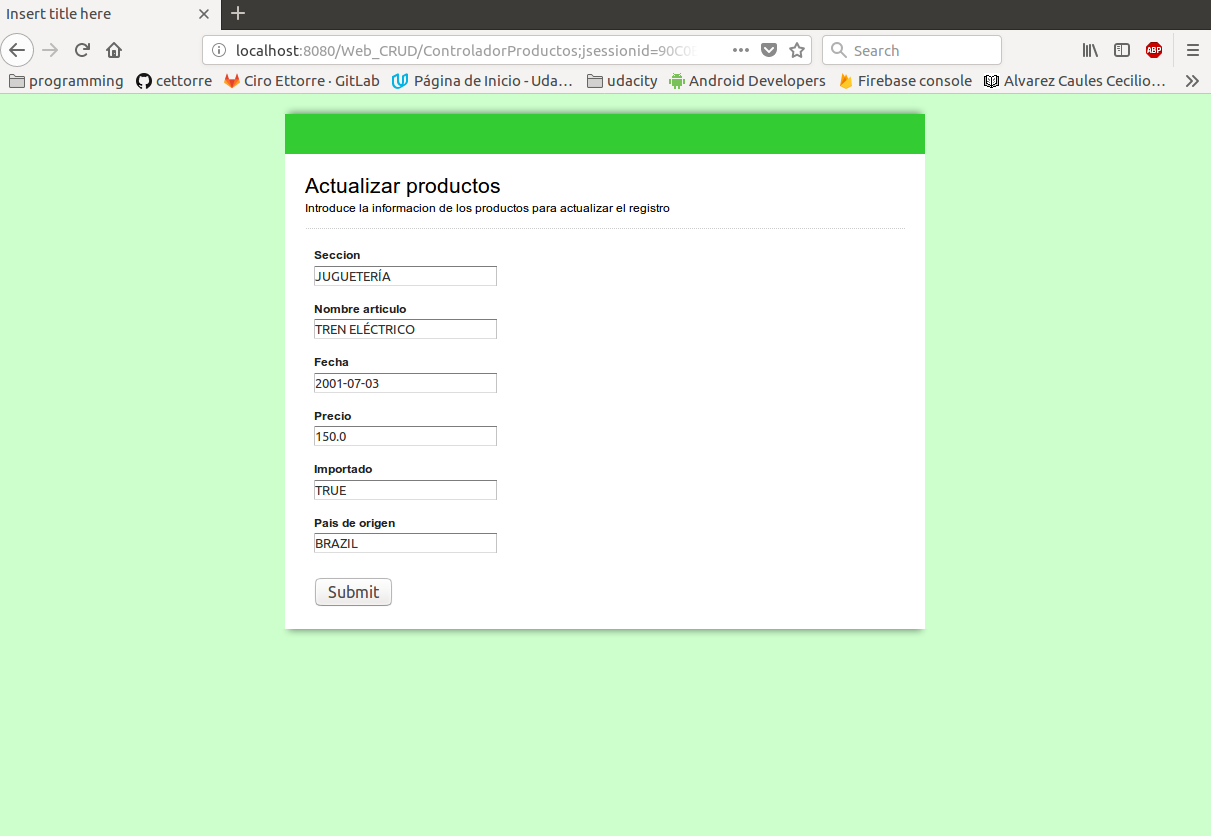 Insert title here
localhost:8080/Web_CRUD/ControladorProductos;jsessionid=90C0
Search
ABP
programming cettorre Ciro Ettorre · GitLab Página de Inicio - Uda… udacity Android Developers Firebase console Alvarez Caules Cecilio…
Actualizar productos
Introduce la informacion de los productos para actualizar el registro
Seccion
JUGUETERÍA
Nombre articulo
TREN ELÉCTRICO
Fecha
2001-07-03
Precio
150.0
Importado
TRUE
Pais de origen
BRAZIL
Submit